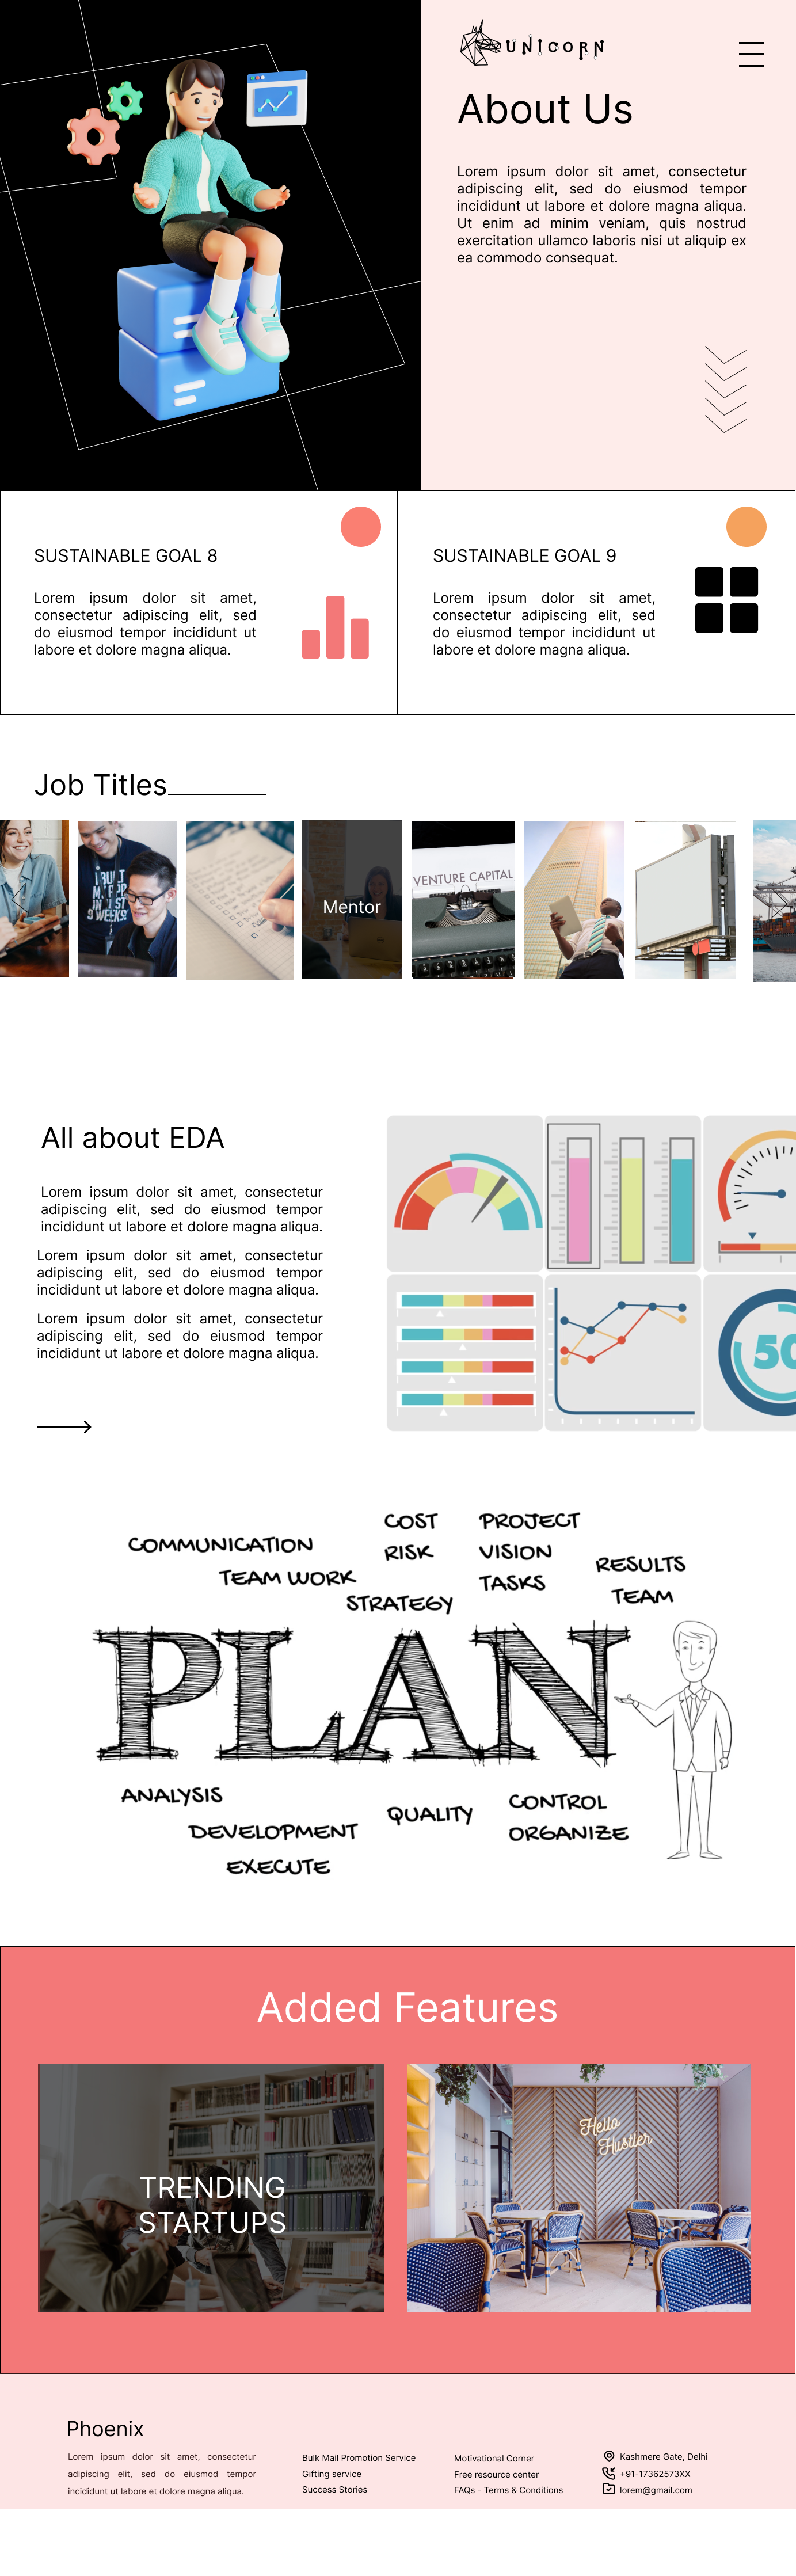 UNICORN
About Us
Lorem ipsum dolor sit amet, consectetur
adipiscing elit, sed do eiusmod tempor
incididunt ut labore et dolore magna aliqua.
Ut enim ad minim veniam, quis nostrud
exercitation ullamco laboris nisi ut aliquip ex
ea commodo consequat.
SUSTAINABLE GOAL 8
Lorem ipsum dolor sit amet,
consectetur adipiscing elit, sed
do eiusmod tempor incididunt ut
labore et dolore magna aliqua.
SUSTAINABLE GOAL 9
Lorem ipsum dolor sit amet,
consectetur adipiscing elit, sed
do eiusmod tempor incididunt ut
labore et dolore magna aliqua.
Job Titles
Mentor
VENTURE CAPITAL
All about EDA
Lorem ipsum dolor sit amet, consectetur
adipiscing elit, sed do eiusmod tempor
incididunt ut labore et dolore magna aliqua.
Lorem ipsum dolor sit amet, consectetur
adipiscing elit, sed do eiusmod tempor
incididunt ut labore et dolore magna aliqua.
Lorem ipsum dolor sit amet, consectetur
adipiscing elit, sed do eiusmod tempor
incididunt ut labore et dolore magna aliqua.
50
COMMUNICATION
TEAM WORK
COST
RISK
STRATEGY
PROJECT
VISION
TASKS
RESULTS
TEAM
PLAN
ANALYSIS
DEVELOPMENT
EXECUTE
QUALITY
CONTROL
ORGANIZE
Added Features
TRENDING
STARTUPS
Hello
Hustler
Phoenix
Lorem ipsum dolor sit amet, consectetur
adipiscing elit, sed do eiusmod tempor
incididunt ut labore et dolore magna aliqua.
Bulk Mail Promotion Service
Gifting service
Success Stories
Motivational Corner
Free resource center
FAQs - Terms & Conditions
Kashmere Gate, Delhi
+91-17362573XX
lorem@gmail.com